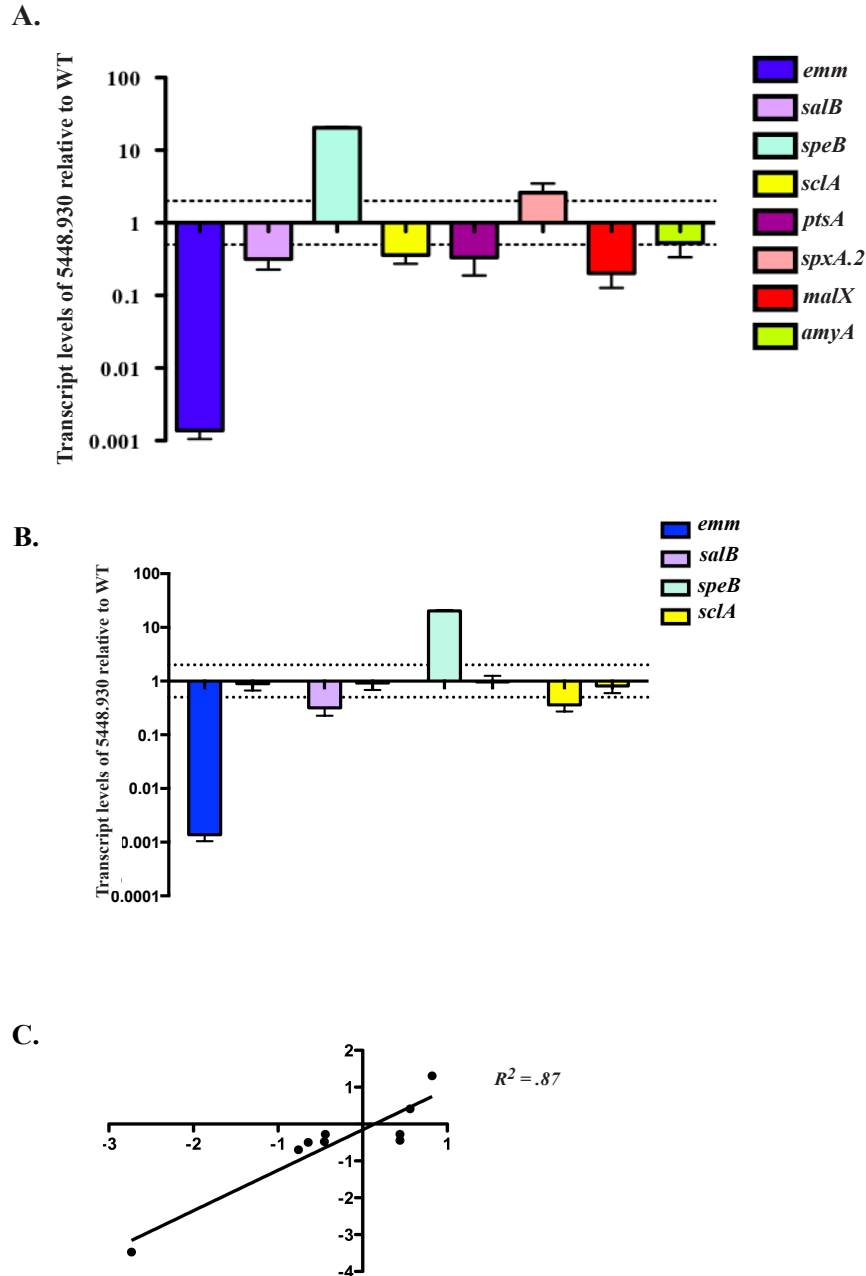 A.
Transcript levels of 5448.930 relative to WT
100
10
1
0.1
0.01
0.001
emm
salB
speB
sclA
ptsA
spxA.2
malX
amyA
B.
Transcript levels of 5448.930 relative to WT
100
10
1
0.1
0.01
0.001
0.0001
emm
salB
speB
sclA
C.
2
1
-3 -2 -1 1
-1
-2
-3
-4
R² = .87